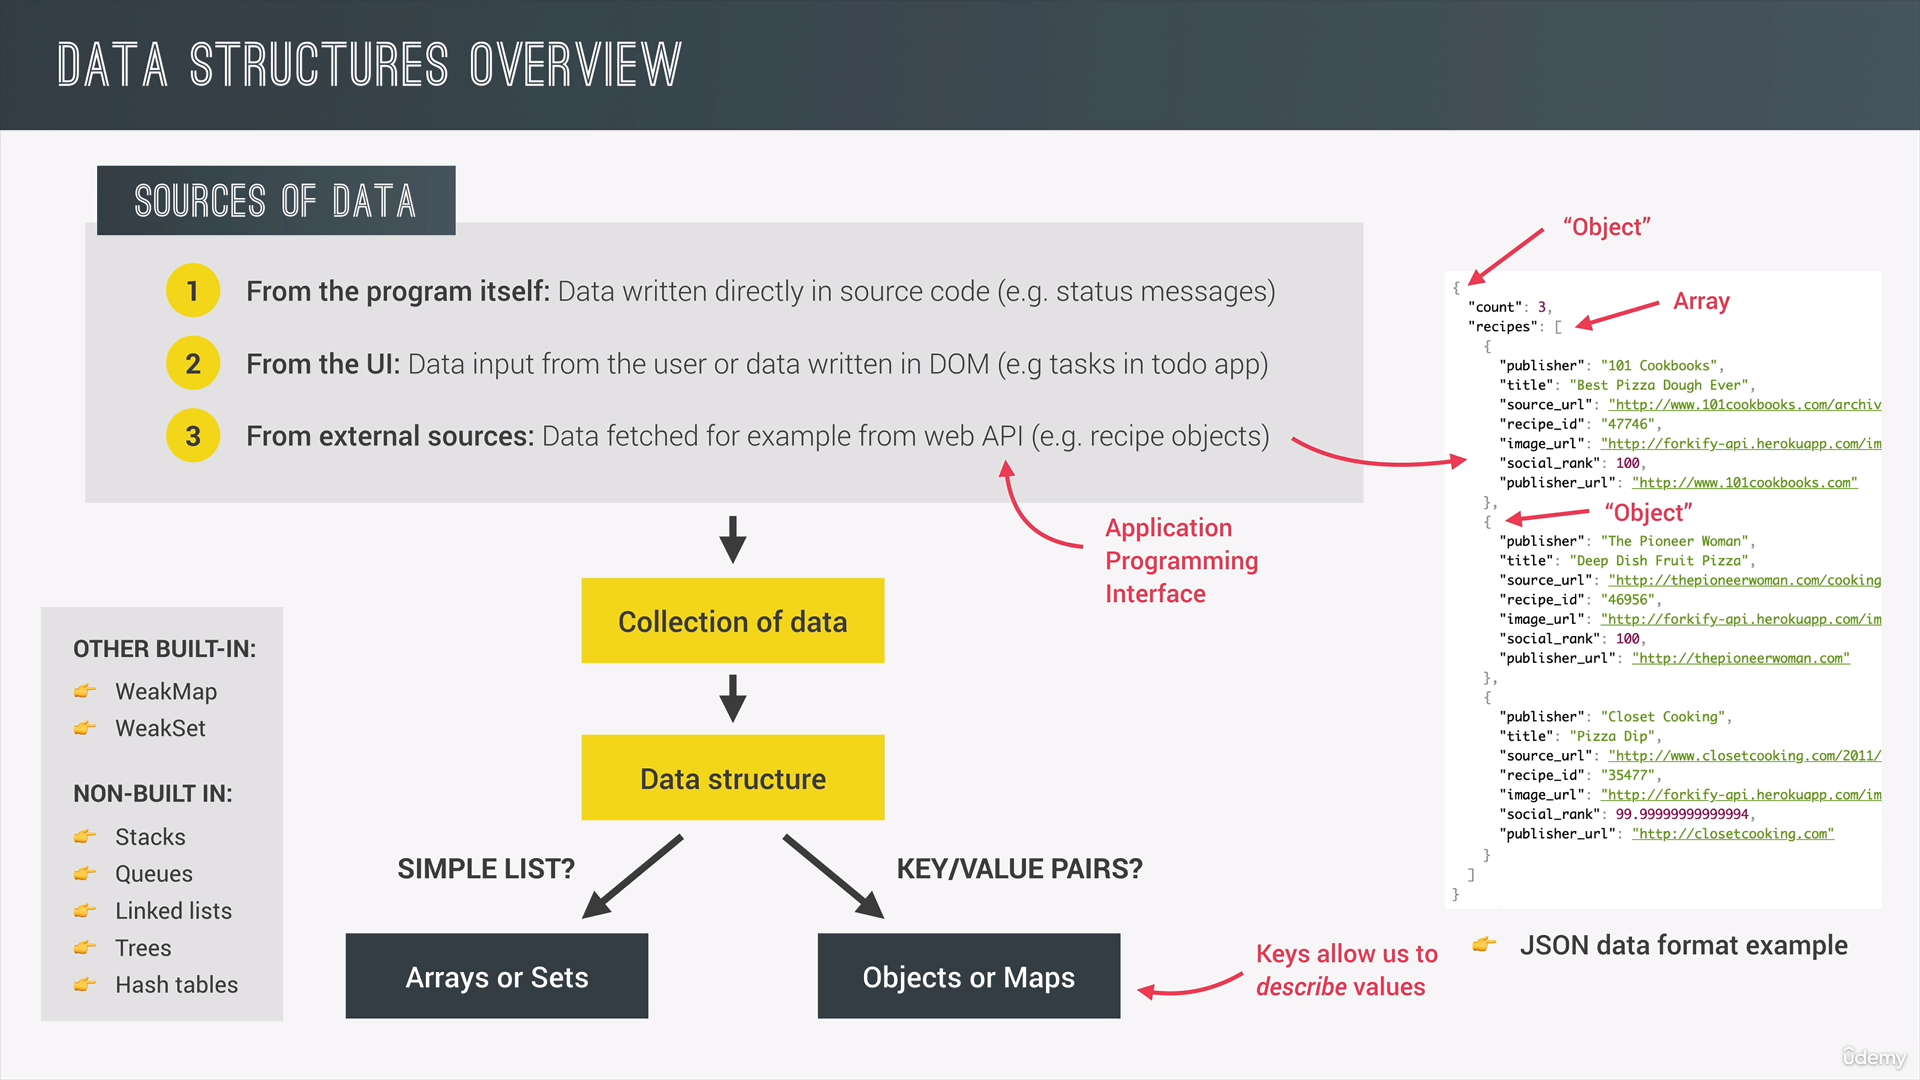 DATA STRUCTURES OVERVIEW
SOURCES OF DATA
1 From the program itself: Data written directly in source code (e.g. status messages)
2 From the UI: Data input from the user or data written in DOM (e.g tasks in todo app)
3 From external sources: Data fetched for example from web API (e.g. recipe objects)
Application
Programming
Interface
Collection of data
Data structure
SIMPLE LIST?
KEY/VALUE PAIRS?
Arrays or Sets
Objects or Maps
Keys allow us to
describe values
OTHER BUILT-IN:
👉 WeakMap
👉 WeakSet
NON-BUILT IN:
👉 Stacks
👉 Queues
👉 Linked lists
👉 Trees
👉 Hash tables
“Object”
Array
“Object”
{
"count": 3,
"recipes": [
{
"publisher": "101 Cookbooks",
"title": "Best Pizza Dough Ever",
"source_url": "http://www.101cookbooks.com/archiv
"recipe_id": "47746",
"image_url": "http://forkify-api.herokuapp.com/im
"social_rank": 100,
"publisher_url": "http://www.101cookbooks.com"
},
{
"publisher": "The Pioneer Woman",
"title": "Deep Dish Fruit Pizza",
"source_url": "http://thepioneerwoman.com/cooking
"recipe_id": "46956",
"image_url": "http://forkify-api.herokuapp.com/im
"social_rank": 100,
"publisher_url": "http://thepioneerwoman.com"
},
{
"publisher": "Closet Cooking",
"title": "Pizza Dip",
"source_url": "http://www.closetcooking.com/2011/
"recipe_id": "35477",
"image_url": "http://forkify-api.herokuapp.com/im
"social_rank": 99.99999999999994,
"publisher_url": "http://closetcooking.com"
}
]
}
👉 JSON data format example
ûdemy